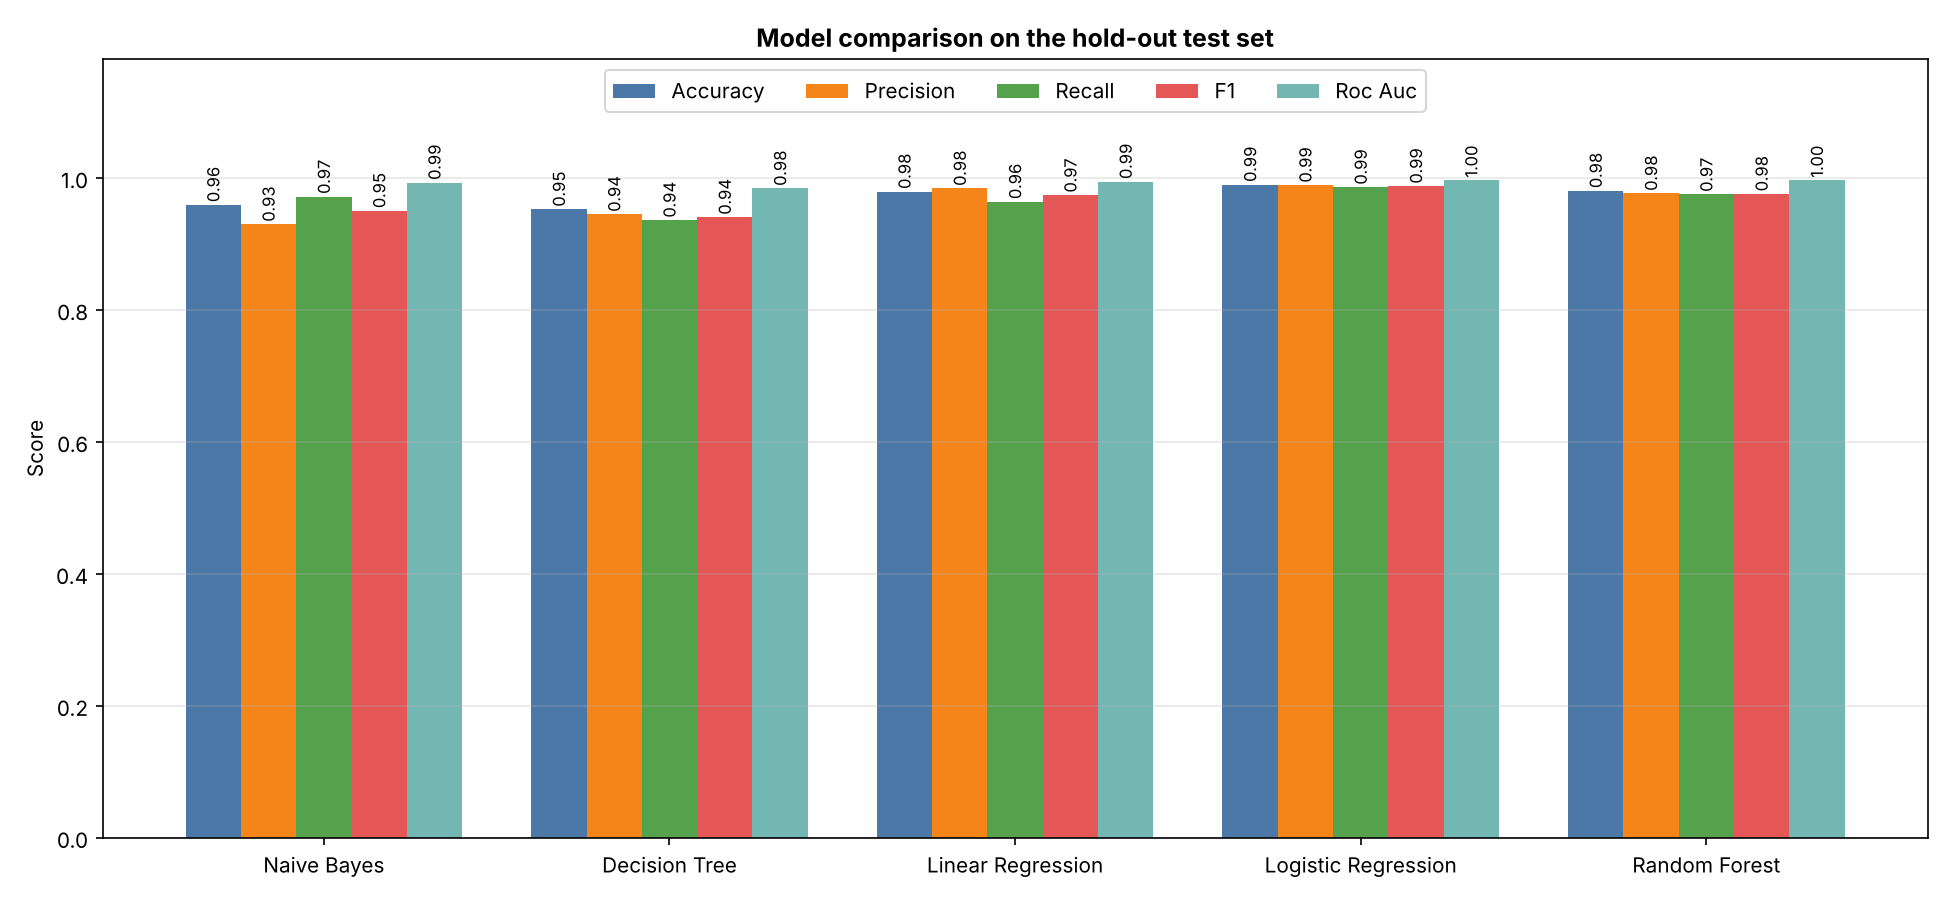 Model comparison on the hold-out test set
Accuracy Precision Recall F1 Roc Auc
0.96 0.93 0.97 0.95 0.99
0.95 0.94 0.94 0.94 0.98
0.98 0.98 0.96 0.97 0.99
0.99 0.99 0.99 0.99 1.00
0.98 0.98 0.97 0.98 1.00
1.0
0.8
0.6
0.4
0.2
0.0
Score
Naive Bayes
Decision Tree
Linear Regression
Logistic Regression
Random Forest